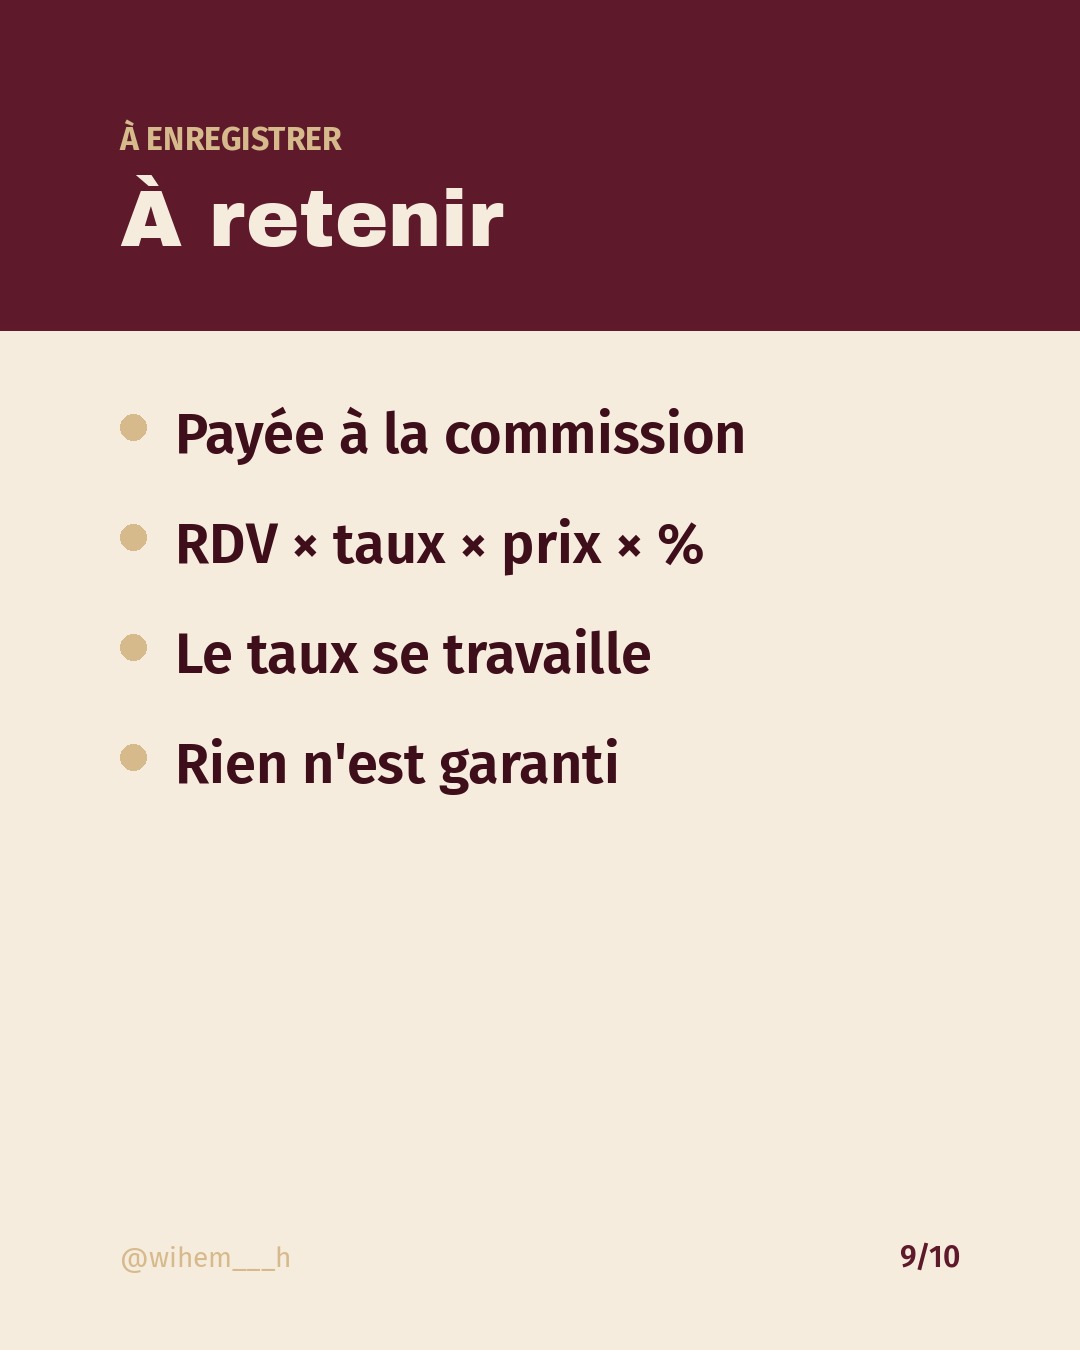 À ENREGISTRER
À retenir
Payée à la commission
RDV × taux × prix × %
Le taux se travaille
Rien n'est garanti
@wihem___h
9/10